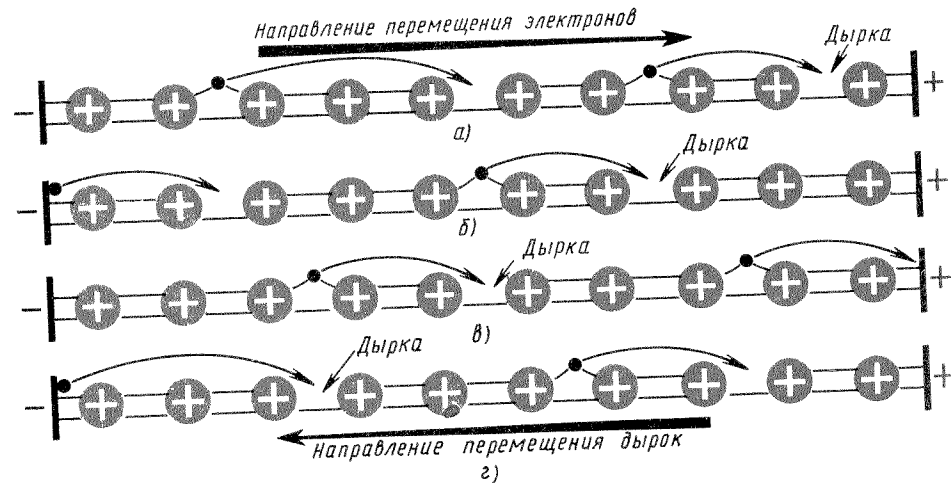 Направление перемещения электронов
Дырка
- +
а)
Дырка
- +
б)
Дырка
- +
в)
Дырка
- +
Направление перемещения дырок
г)